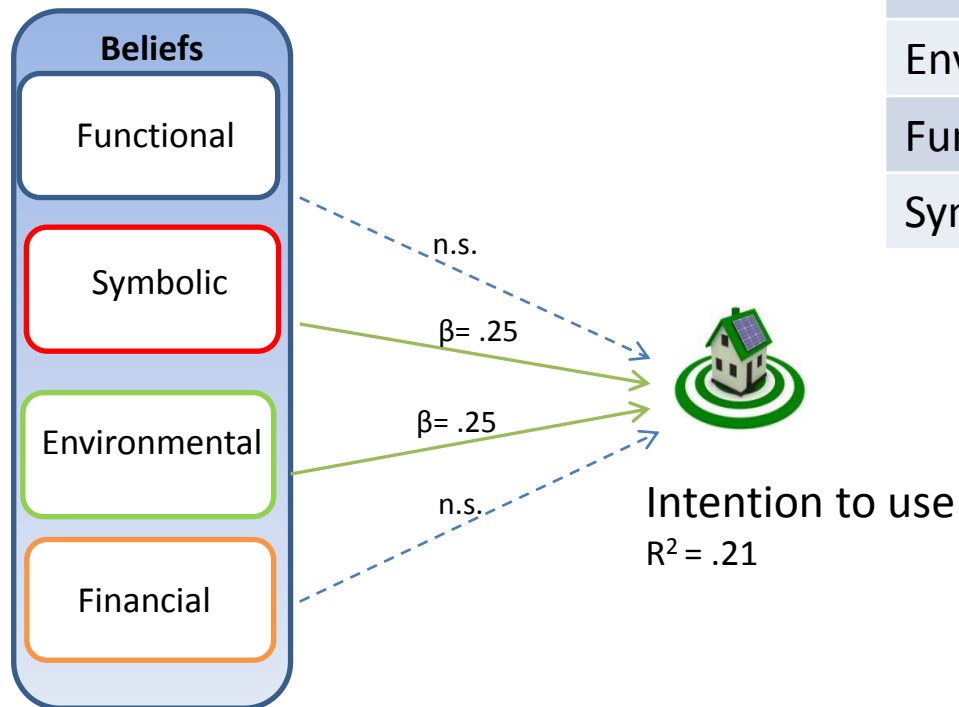 Beliefs
Functional
Symbolic
Environmental
Financial
n.s.
β= .25
β= .25
n.s.
Intention to use
R² = .21